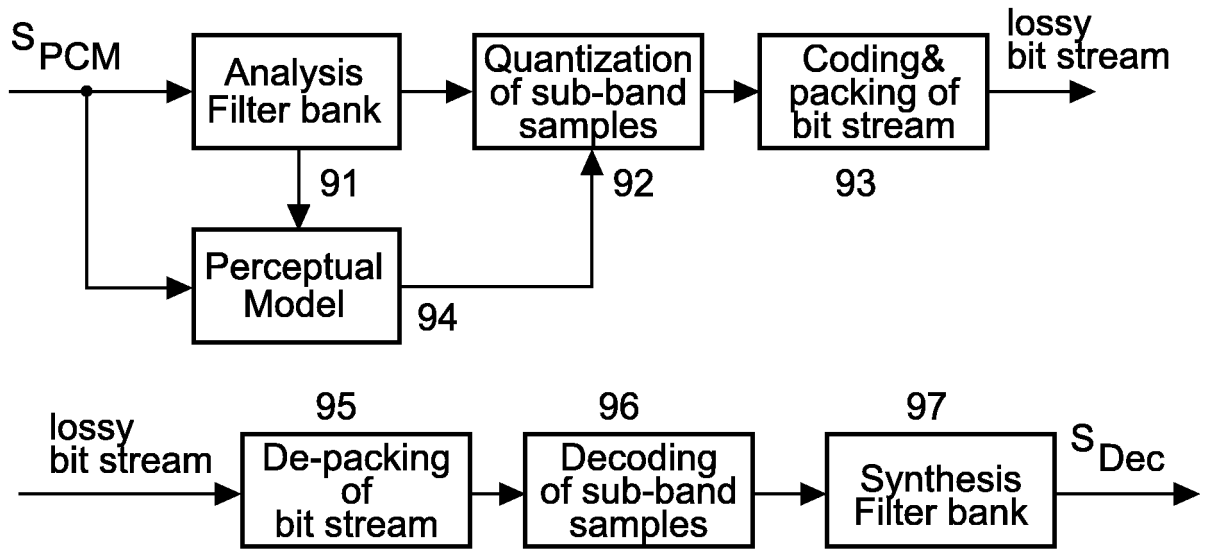 S PCM
Analysis
Filter bank
Quantization
of sub-band
samples
Coding&
packing of
bit stream
lossy
bit stream
91
92
93
Perceptual
Model
94
lossy
bit stream
95
De-packing
of
bit stream
96
Decoding
of sub-band
samples
97
Synthesis
Filter bank
S Dec